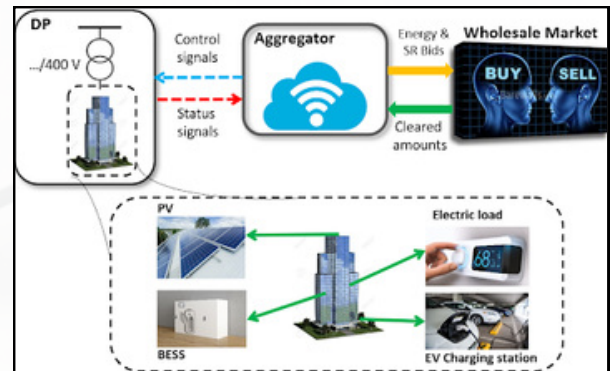 DP
.../400 V
Control
signals
Status
signals
Aggregator
Energy &
SR Bids
Cleared
amounts
Wholesale Market
BUY
SELL
PV
BESS
Electric load
68
EV Charging station